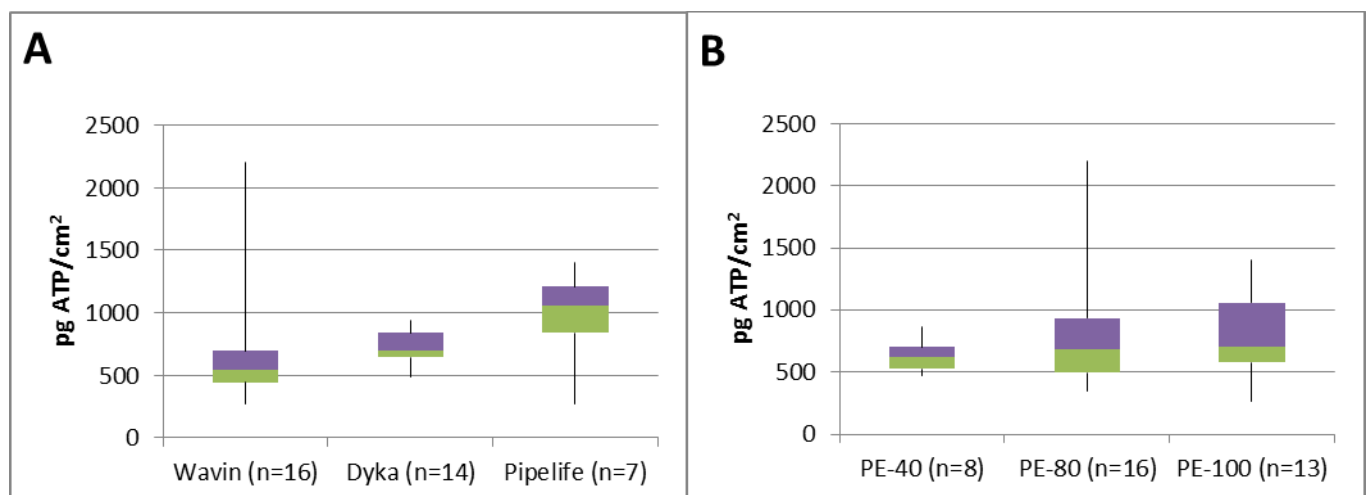 A
2500
2000
1500
1000
500
0
pg ATP/cm²
Wavin (n=16) Dyka (n=14) Pipelife (n=7)
B
2500
2000
1500
1000
500
0
pg ATP/cm²
PE-40 (n=8) PE-80 (n=16) PE-100 (n=13)